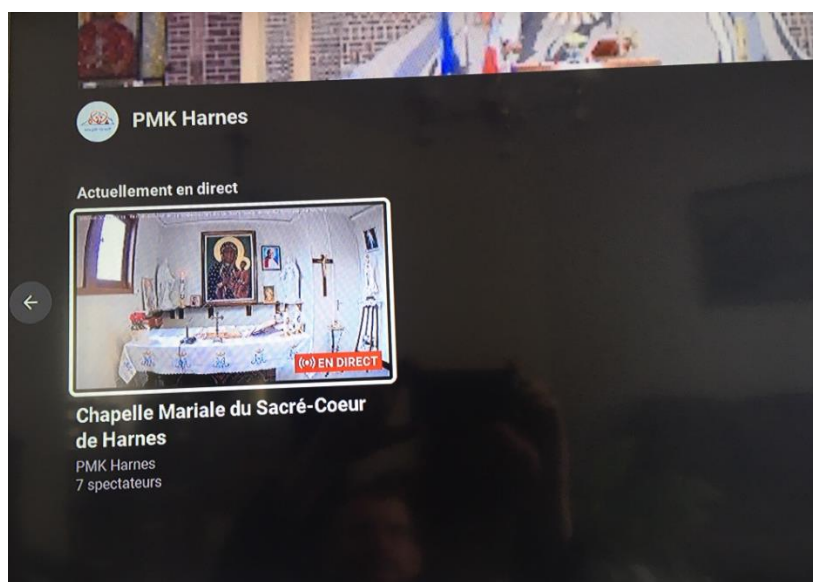 PMK Harnes
Actuellement en direct
EN DIRECT
Chapelle Mariale du Sacré-Coeur
de Harnes
PMK Harnes
7 spectateurs